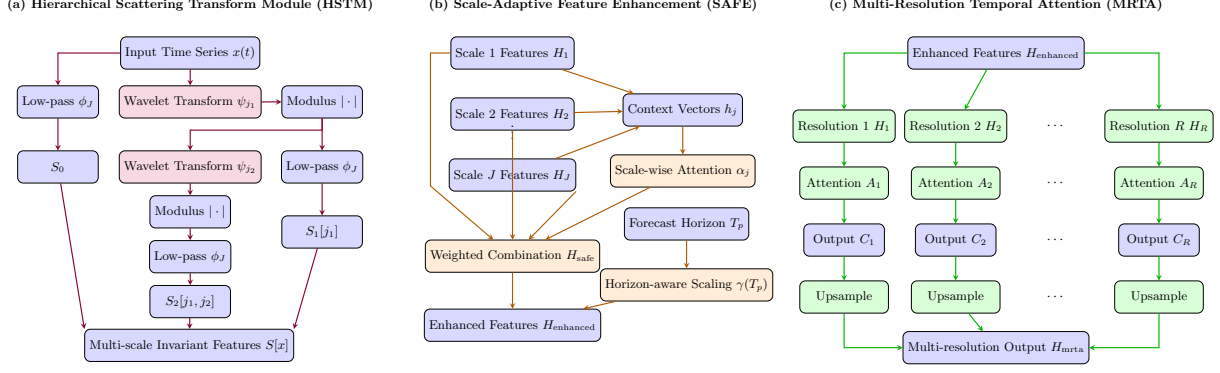 (a) Hierarchical Scattering Transform Module (HSTM)
Input Time Series x(t)
Low-pass ϕ_J
Wavelet Transform ψ_{j_1}
Modulus | · |
S_0
Wavelet Transform ψ_{j_2}
Low-pass ϕ_J
Modulus | · |
S_1[j_1]
Low-pass ϕ_J
S_2[j_1, j_2]
Multi-scale Invariant Features S[x]
(b) Scale-Adaptive Feature Enhancement (SAFE)
Scale 1 Features H_1
Scale 2 Features H_2
Context Vectors h_j
Scale J Features H_J
Scale-wise Attention α_j
Forecast Horizon T_p
Weighted Combination H_safe
Horizon-aware Scaling γ(T_p)
Enhanced Features H_enhanced
(c) Multi-Resolution Temporal Attention (MRTA)
Enhanced Features H_enhanced
Resolution 1 H_1
Resolution 2 H_2
. . .
Resolution R H_R
Attention A_1
Attention A_2
. . .
Attention A_R
Output C_1
Output C_2
. . .
Output C_R
Upsample
Upsample
. . .
Upsample
Multi-resolution Output H_mrta